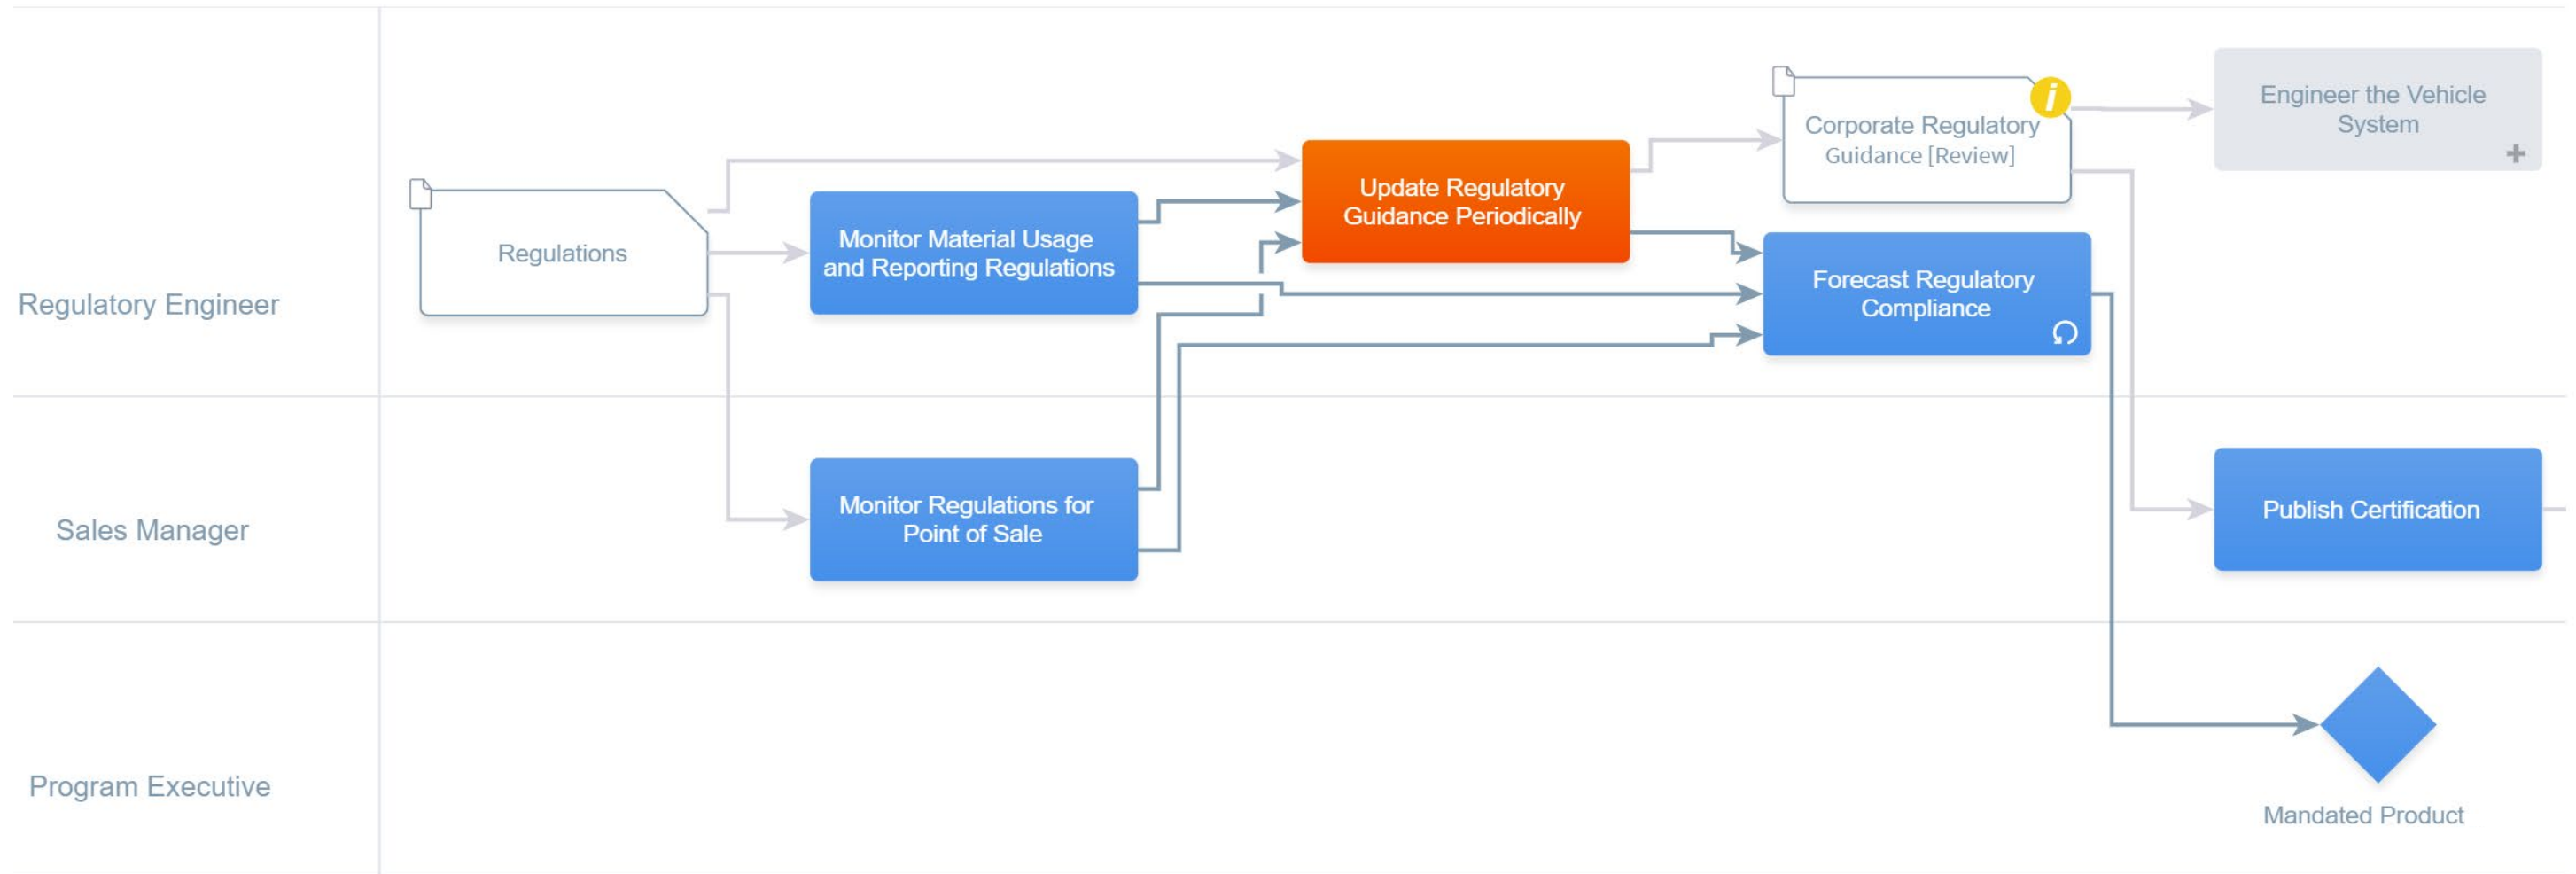 Regulatory Engineer
Regulations
Monitor Material Usage
and Reporting Regulations
Update Regulatory
Guidance Periodically
Corporate Regulatory
Guidance [Review]
i
Engineer the Vehicle
System
Forecast Regulatory
Compliance
Sales Manager
Monitor Regulations for
Point of Sale
Publish Certification
Program Executive
Mandated Product